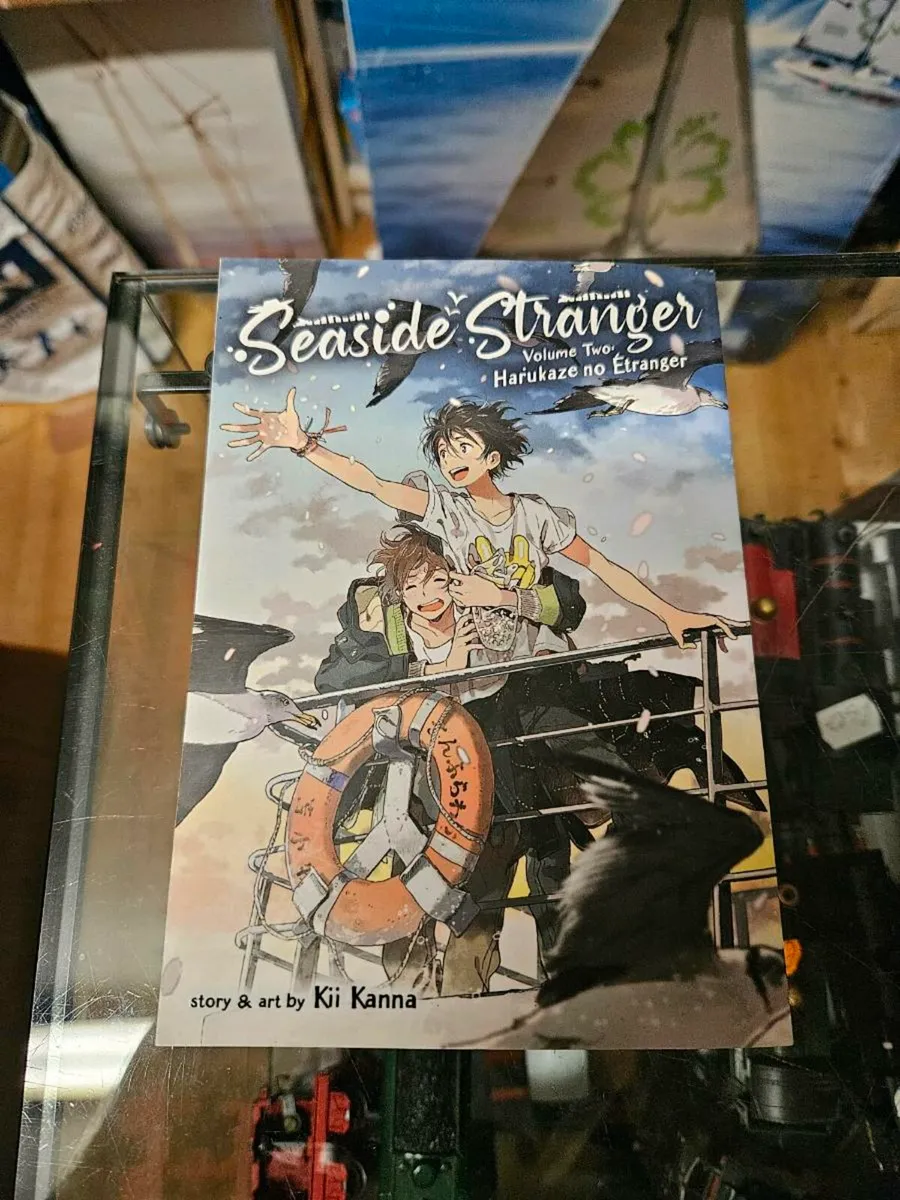 Seaside Stranger
Volume Two:
Harukaze no Étranger
story & art by Kii Kanna